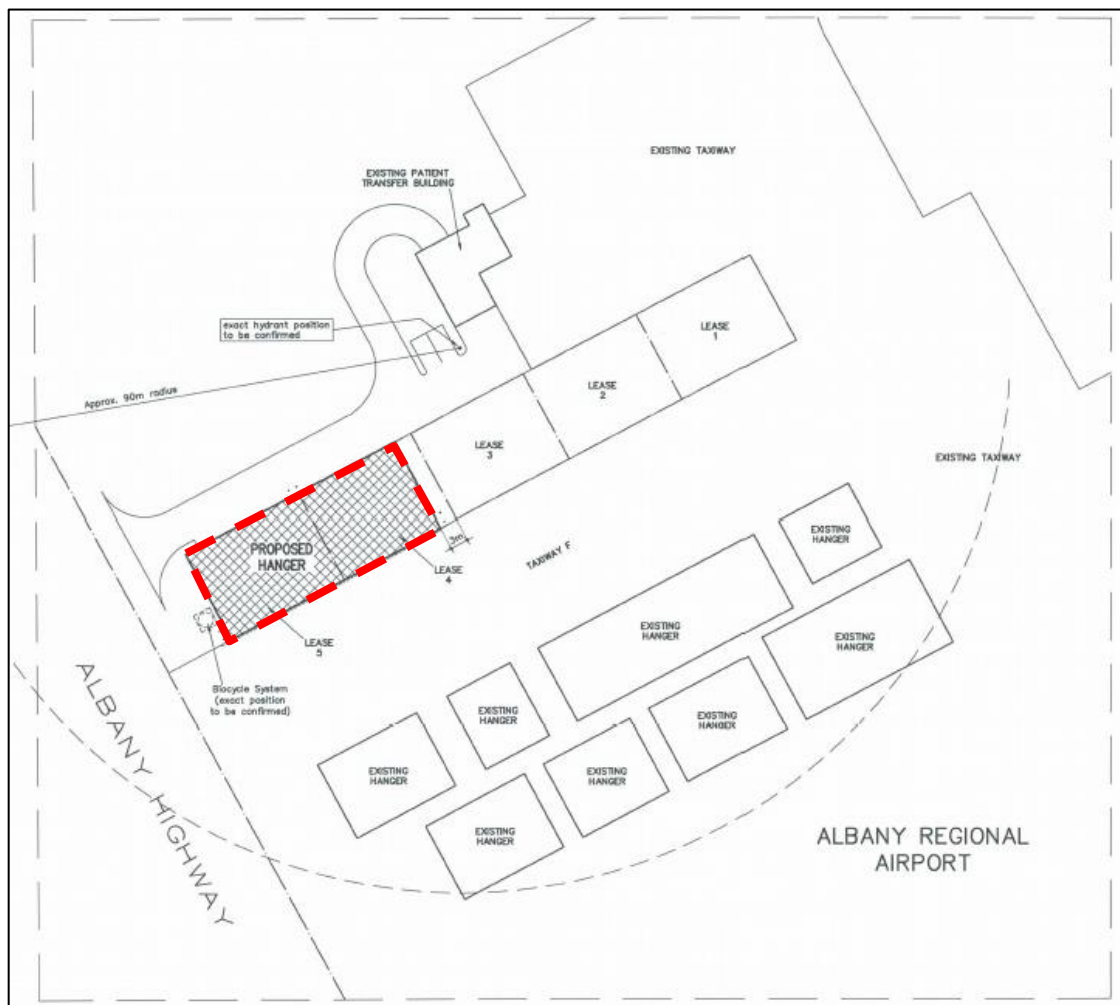 EXISTING TAXIWAY
EXISTING PATIENT
TRANSFER BUILDING
exact hydrant position
to be confirmed
Approx. 90m radius
LEASE
1
LEASE
2
LEASE
3
EXISTING TAXIWAY
PROPOSED
HANGER
3m
LEASE
4
TAXIWAY F
LEASE
5
Biocycle System
(exact position
to be confirmed)
EXISTING
HANGER
EXISTING
HANGER
EXISTING
HANGER
EXISTING
HANGER
EXISTING
HANGER
EXISTING
HANGER
EXISTING
HANGER
EXISTING
HANGER
ALBANY HIGHWAY
ALBANY REGIONAL
AIRPORT